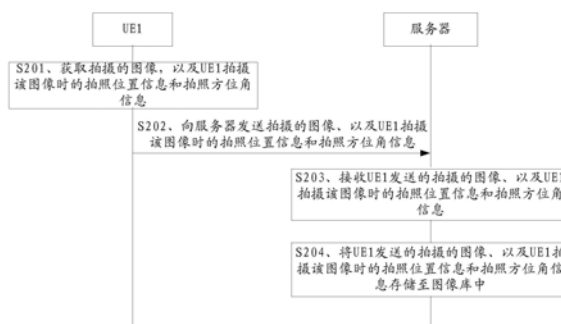 UE1
服务器
S201、获取拍摄的图像，以及UE1拍摄
该图像时的拍照位置信息和拍照方位角
信息
S202、向服务器发送拍摄的图像、以及UE1拍摄
该图像时的拍照位置信息和拍照方位角信息
S203、接收UE1发送的拍摄的图像、以及UE1
拍摄该图像时的拍照位置信息和拍照方位角
信息
S204、将UE1发送的拍摄的图像、以及UE1拍
摄该图像时的拍照位置信息和拍照方位角信
息存储至图像库中